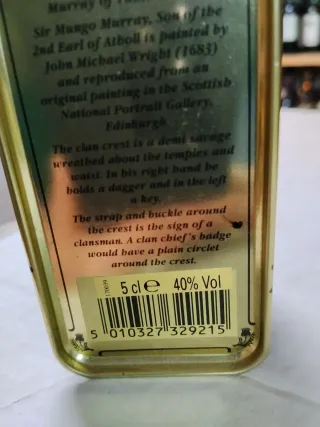 Murray of
Sir Mungo Murray, Son of the
2nd Earl of Atholl is painted by
John Michael Wright (1683)
and reproduced from an
original painting in the Scottish
National Portrait Gallery,
Edinburgh
The clan crest is a demi savage
wreathed about the temples and
waist. In his right hand he
holds a dagger and in the left
a key.
The strap and buckle around
the crest is the sign of a
clansman. A clan chief's badge
would have a plain circlet
around the crest.
5 cl e 40% Vol
5 010327 329215